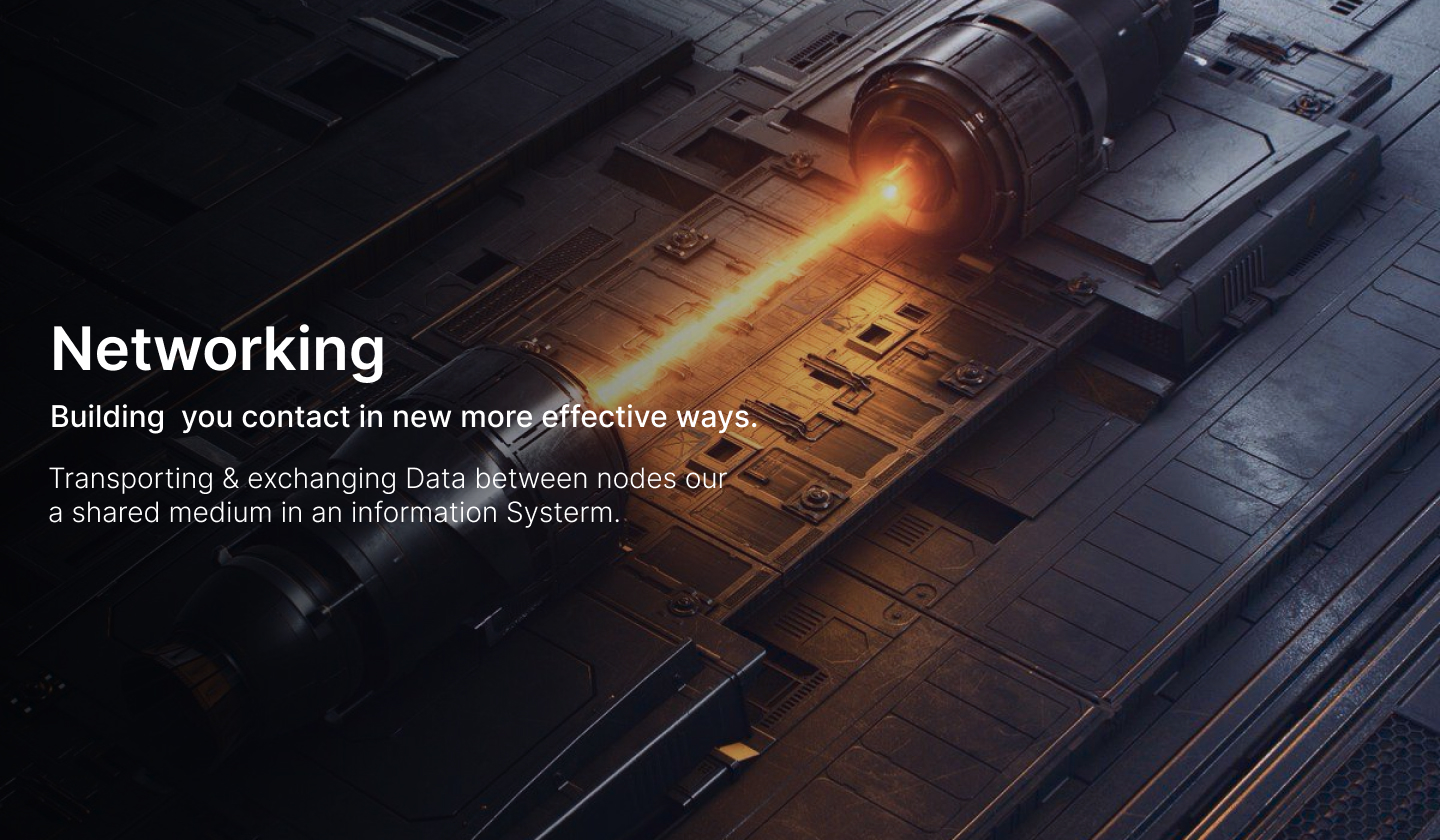 Networking
Building  you contact in new more effective ways.
Transporting & exchanging Data between nodes our
a shared medium in an information Systerm.